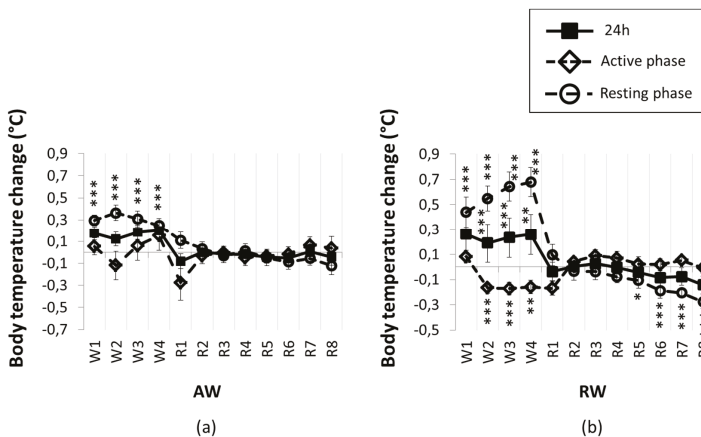 24h
Active phase
Resting phase
Body temperature change (°C)
0,9
0,7
0,5
0,3
0,1
-0,1
-0,3
-0,5
-0,7
***
***
***
***
W1
W2
W3
W4
R1
R2
R3
R4
R5
R6
R7
R8
AW
(a)
Body temperature change (°C)
0,9
0,7
0,5
0,3
0,1
-0,1
-0,3
-0,5
***
***
***
***
***
***
**
***
***
**
*
***
***
W1
W2
W3
W4
R1
R2
R3
R4
R5
R6
R7
RW
(b)